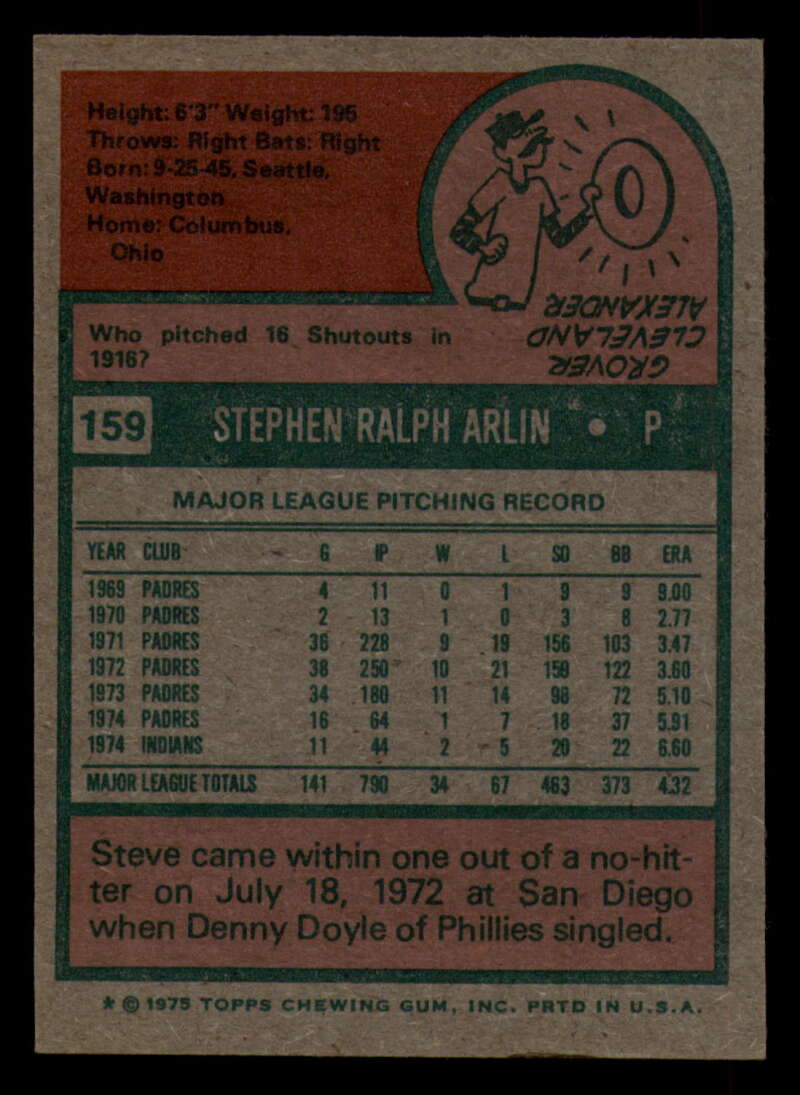 Height: 6'3" Weight: 195
Throws: Right Bats: Right
Born: 9-25-45, Seattle,
Washington
Home: Columbus,
Ohio
0
Who pitched 16 Shutouts in
1916?
GROVER
CLEVELAND
ALEXANDER
159 STEPHEN RALPH ARLIN • P
MAJOR LEAGUE PITCHING RECORD
YEAR CLUB G IP W L SO BB ERA
1969 PADRES 4 11 0 1 9 9 9.00
1970 PADRES 2 13 1 0 3 8 2.77
1971 PADRES 36 228 9 19 156 103 3.47
1972 PADRES 38 250 10 21 159 122 3.60
1973 PADRES 34 180 11 14 98 72 5.10
1974 PADRES 16 64 1 7 18 37 5.91
1974 INDIANS 11 44 2 5 20 22 6.60
MAJOR LEAGUE TOTALS 141 790 34 67 463 373 4.32
Steve came within one out of a no-hit-
ter on July 18, 1972 at San Diego
when Denny Doyle of Phillies singled.
* © 1975 TOPPS CHEWING GUM, INC. PRTD IN U.S.A.